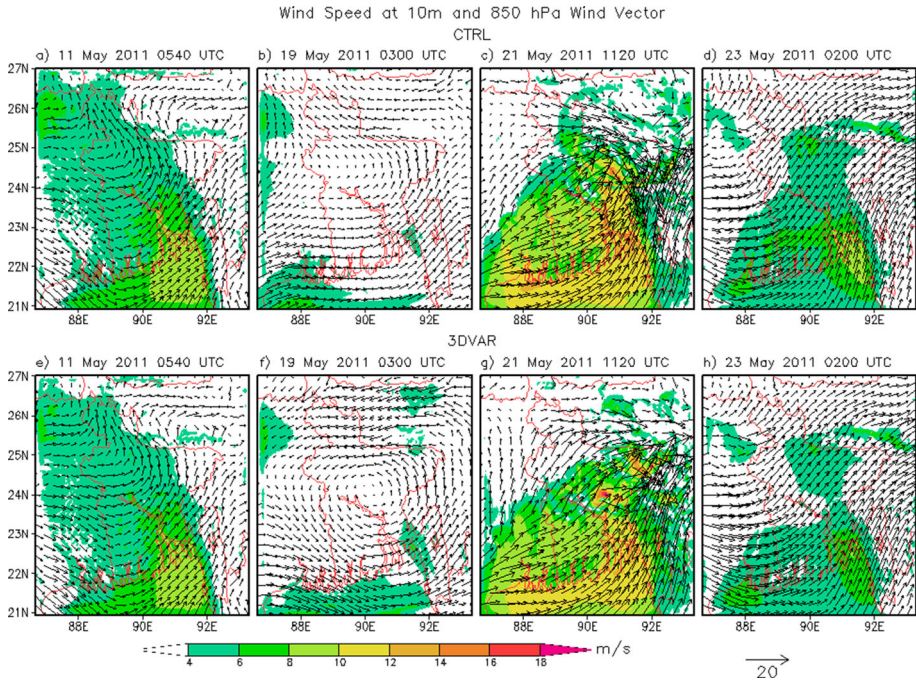 Wind Speed at 10m and 850 hPa Wind Vector
CTRL
a) 11 May 2011 0540 UTC b) 19 May 2011 0300 UTC c) 21 May 2011 1120 UTC d) 23 May 2011 0200 UTC
27N
26N
25N
24N
23N
22N
21N
88E 90E 92E 88E 90E 92E 88E 90E 92E 88E 90E 92E
3DVAR
e) 11 May 2011 0540 UTC f) 19 May 2011 0300 UTC g) 21 May 2011 1120 UTC h) 23 May 2011 0200 UTC
27N
26N
25N
24N
23N
22N
21N
88E 90E 92E 88E 90E 92E 88E 90E 92E 88E 90E 92E
m/s
4 6 8 10 12 14 16 18
20